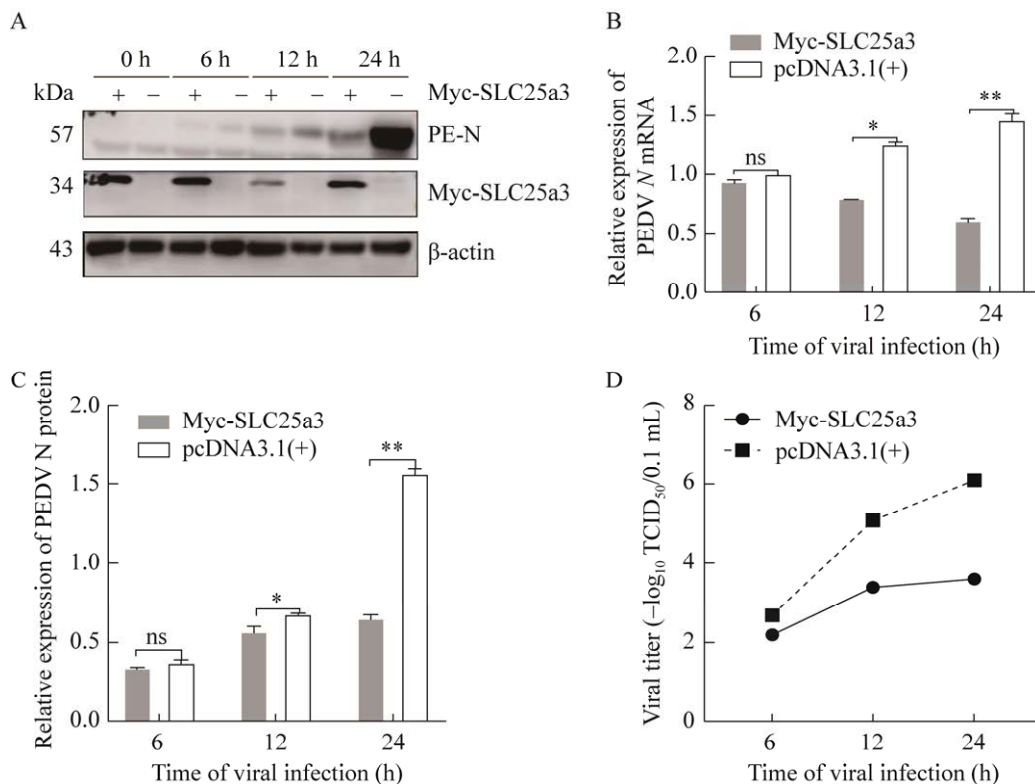 A
0 h 6 h 12 h 24 h
kDa + − + − + − + − Myc-SLC25a3
57 PE-N
34 Myc-SLC25a3
43 β-actin
B
Myc-SLC25a3
pcDNA3.1(+)
Relative expression of
PEDV N mRNA
2.0
1.5
1.0
0.5
0.0
ns
*
**
6 12 24
Time of viral infection (h)
C
Myc-SLC25a3
pcDNA3.1(+)
Relative expression of PEDV N protein
2.0
1.5
1.0
0.5
0.0
ns
*
**
6 12 24
Time of viral infection (h)
D
Myc-SLC25a3
pcDNA3.1(+)
Viral titer (−log₁₀ TCID₅₀/0.1 mL)
8
6
4
2
0
6 12 24
Time of viral infection (h)